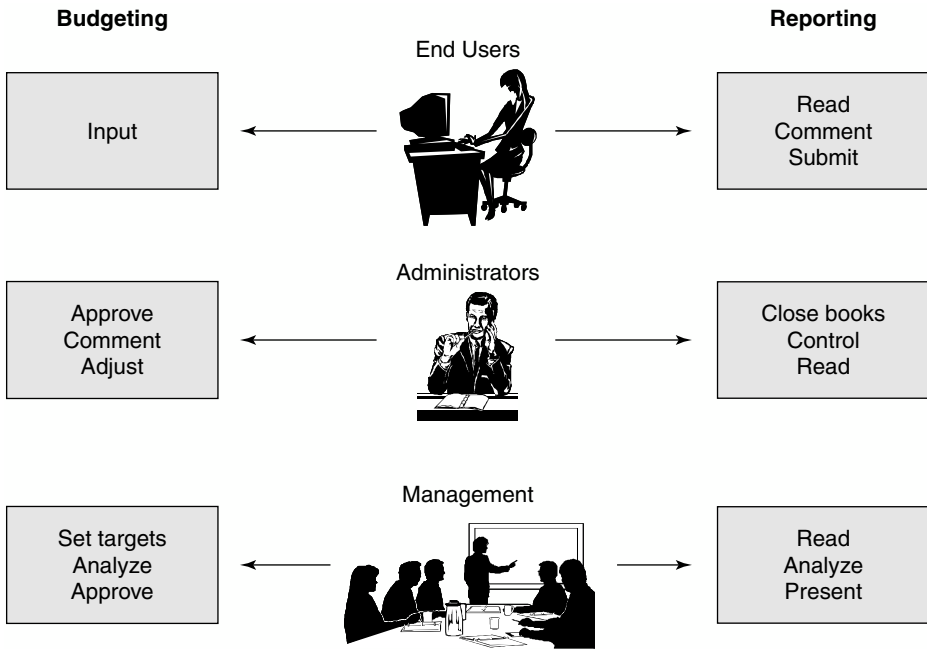 Budgeting
Reporting
End Users
Input
Read
Comment
Submit
Administrators
Approve
Comment
Adjust
Close books
Control
Read
Management
Set targets
Analyze
Approve
Read
Analyze
Present